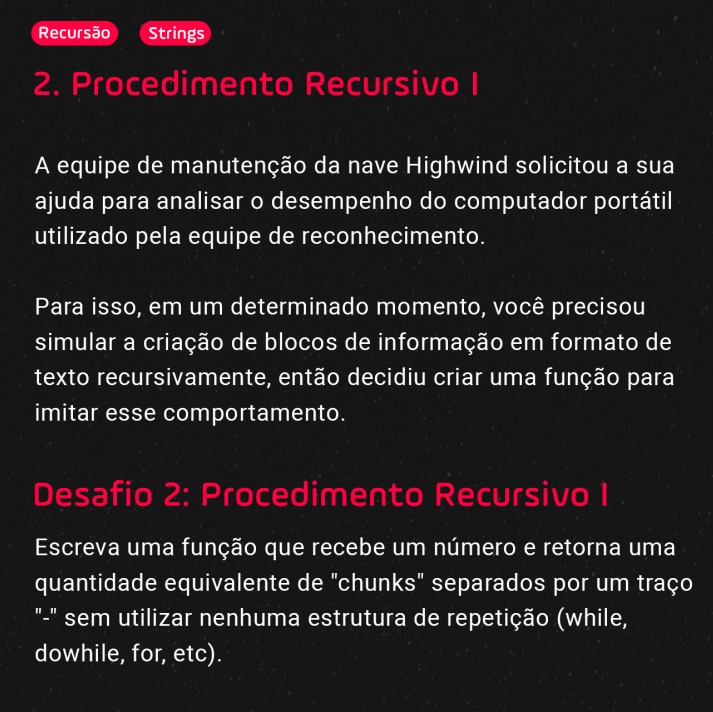 Recursão Strings
2. Procedimento Recursivo I
A equipe de manutenção da nave Highwind solicitou a sua
ajuda para analisar o desempenho do computador portátil
utilizado pela equipe de reconhecimento.
Para isso, em um determinado momento, você precisou
simular a criação de blocos de informação em formato de
texto recursivamente, então decidiu criar uma função para
imitar esse comportamento.
Desafio 2: Procedimento Recursivo I
Escreva uma função que recebe um número e retorna uma
quantidade equivalente de "chunks" separados por um traço
"-" sem utilizar nenhuma estrutura de repetição (while,
dowhile, for, etc).